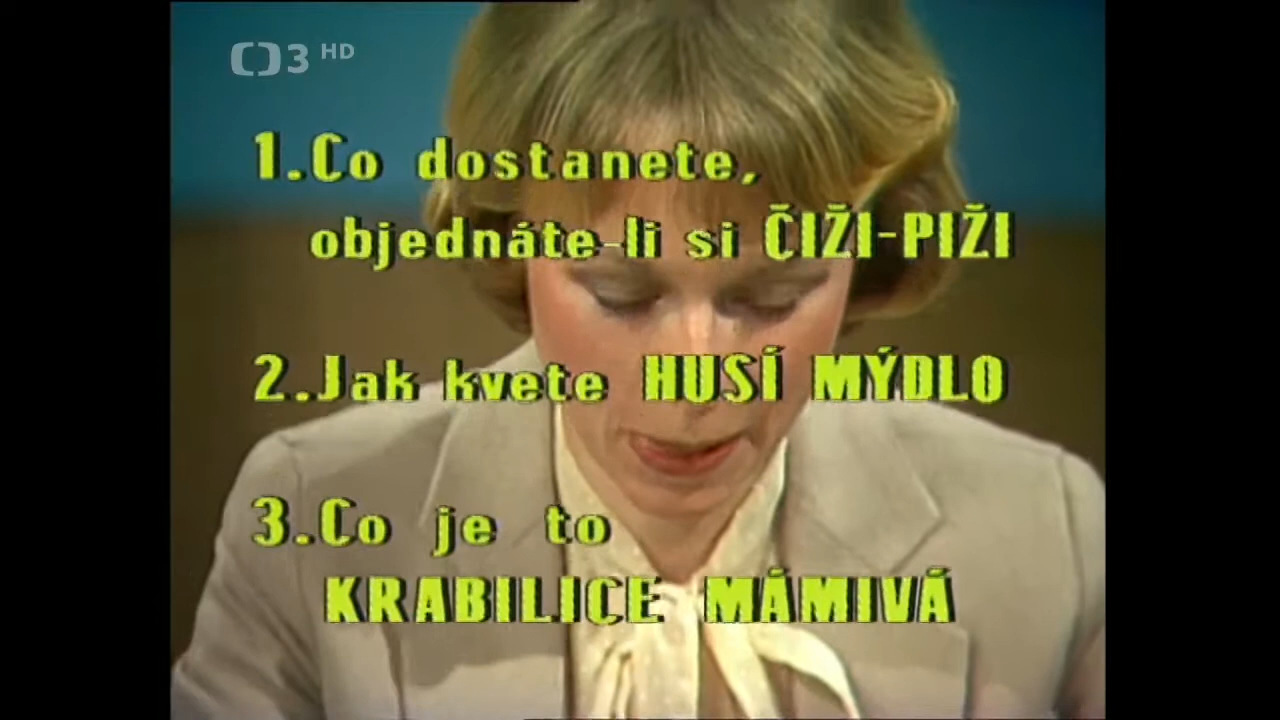 ČT3 HD
1.Co dostanete,
objednáte-li si ČIŽI-PIŽI
2.Jak kvete HUSÍ MÝDLO
3.Co je to
KRABILICE MÁMIVÁ